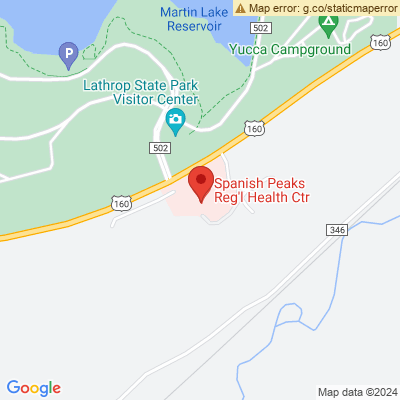 Map error: g.co/staticmaperror
Martin Lake
Reservoir
502
Yucca Campground
160
P
Lathrop State Park
Visitor Center
160
502
Spanish Peaks
Reg'l Health Ctr
160
346
Google
Map data ©2024